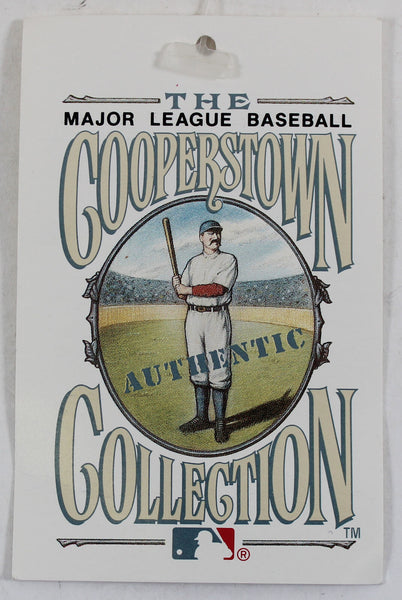 THE
MAJOR LEAGUE BASEBALL
COOPERSTOWN
AUTHENTIC
COLLECTION
TM
®